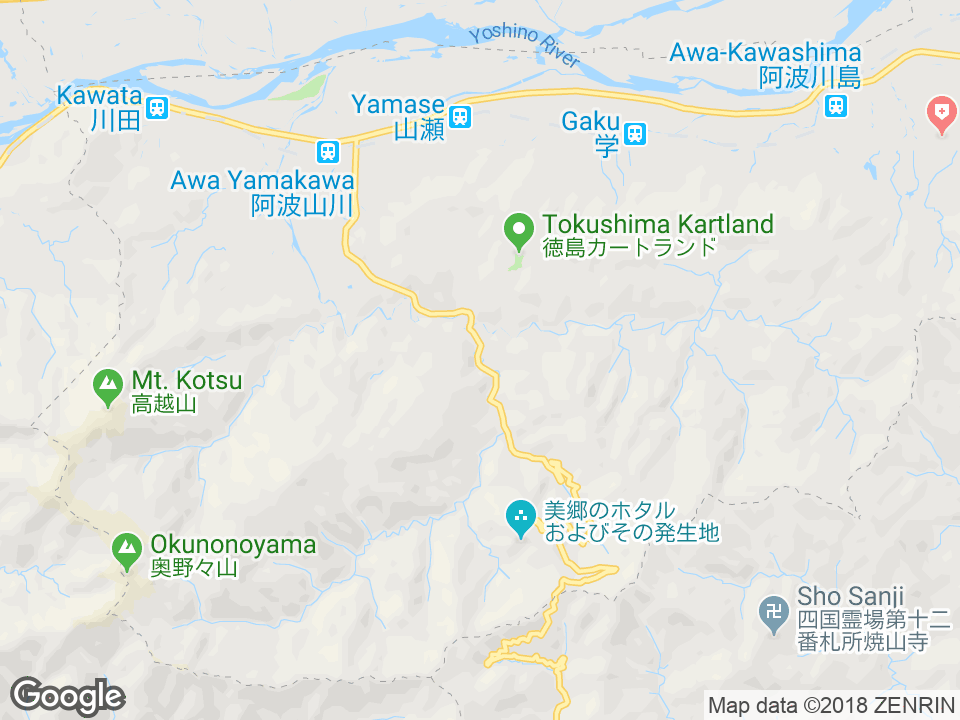 Yoshino River
Awa-Kawashima
阿波川島
Kawata
川田
Yamase
山瀬
Gaku
学
Awa Yamakawa
阿波山川
Tokushima Kartland
徳島カートランド
Mt. Kotsu
高越山
美郷のホタル
およびその発生地
Okunonoyama
奥野々山
Sho Sanji
四国霊場第十二
番札所焼山寺
Google
Map data ©2018 ZENRIN